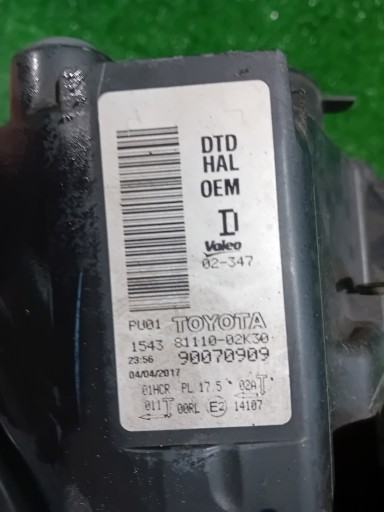 DTD
HAL
OEM
D
Valeo
02-347
PU01 TOYOTA
1543 81110-02K30
23:56 90070909
04/04/2017
01HCR PL 17.5 02A
011 00RL E2 14107